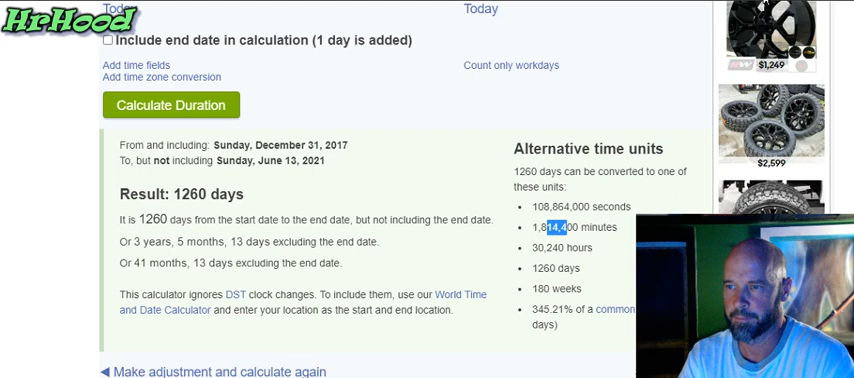 HrHood
Today
Today
Include end date in calculation (1 day is added)
Add time fields
Add time zone conversion
Count only workdays
Calculate Duration
From and including: Sunday, December 31, 2017
To, but not including Sunday, June 13, 2021
Result: 1260 days
It is 1260 days from the start date to the end date, but not including the end date.
Or 3 years, 5 months, 13 days excluding the end date.
Or 41 months, 13 days excluding the end date.
This calculator ignores DST clock changes. To include them, use our World Time
and Date Calculator and enter your location as the start and end location.
Make adjustment and calculate again
Alternative time units
1260 days can be converted to one of
these units:
108,864,000 seconds
1,814,400 minutes
30,240 hours
1260 days
180 weeks
345.21% of a common
days)
RW
$1,249
$2,599